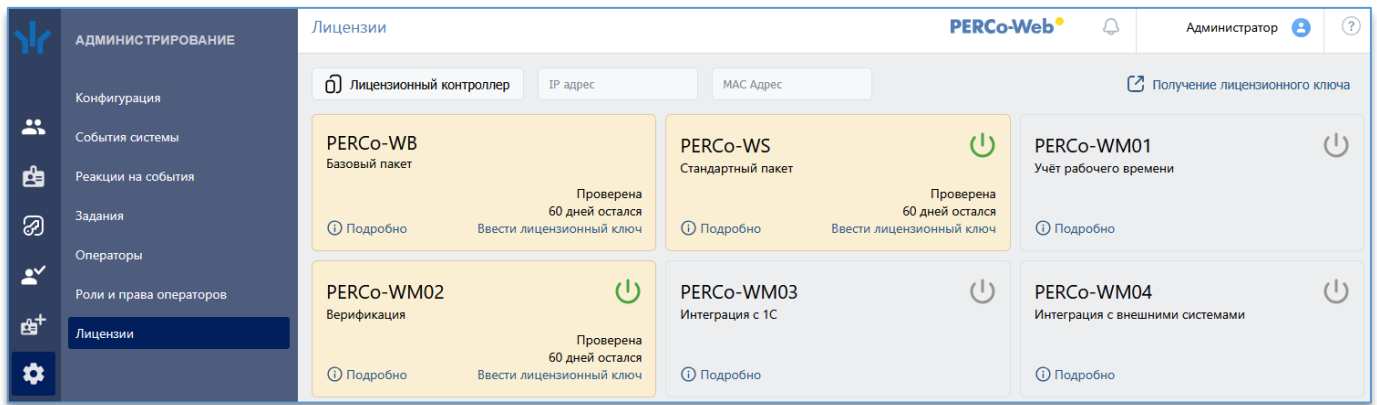 АДМИНИСТРИРОВАНИЕ
Конфигурация
События системы
Реакции на события
Задания
Операторы
Роли и права операторов
Лицензии
Лицензии
PERCo-Web
Администратор
?
Лицензионный контроллер
IP адрес
MAC Адрес
Получение лицензионного ключа
PERCo-WB
Базовый пакет
Проверена
60 дней остался
Подробно
Ввести лицензионный ключ
PERCo-WS
Стандартный пакет
Проверена
60 дней остался
Подробно
Ввести лицензионный ключ
PERCo-WM01
Учёт рабочего времени
Подробно
PERCo-WM02
Верификация
Проверена
60 дней остался
Подробно
Ввести лицензионный ключ
PERCo-WM03
Интеграция с 1С
Подробно
PERCo-WM04
Интеграция с внешними системами
Подробно